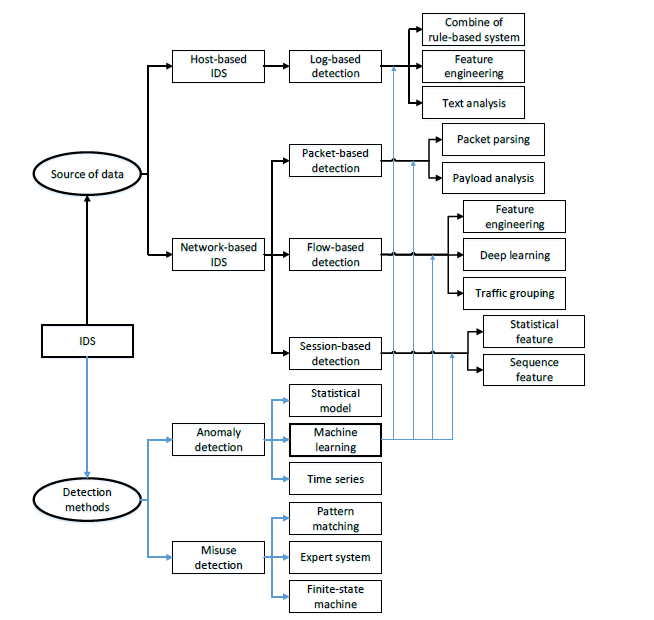 Combine of
rule-based system
Host-based
IDS
Log-based
detection
Feature
engineering
Text analysis
Packet parsing
Packet-based
detection
Source of data
Payload analysis
Feature
engineering
Network-based
IDS
Flow-based
detection
Deep learning
Traffic grouping
Statistical
feature
IDS
Session-based
detection
Sequence
feature
Statistical
model
Anomaly
detection
Machine
learning
Time series
Detection
methods
Pattern
matching
Misuse
detection
Expert system
Finite-state
machine